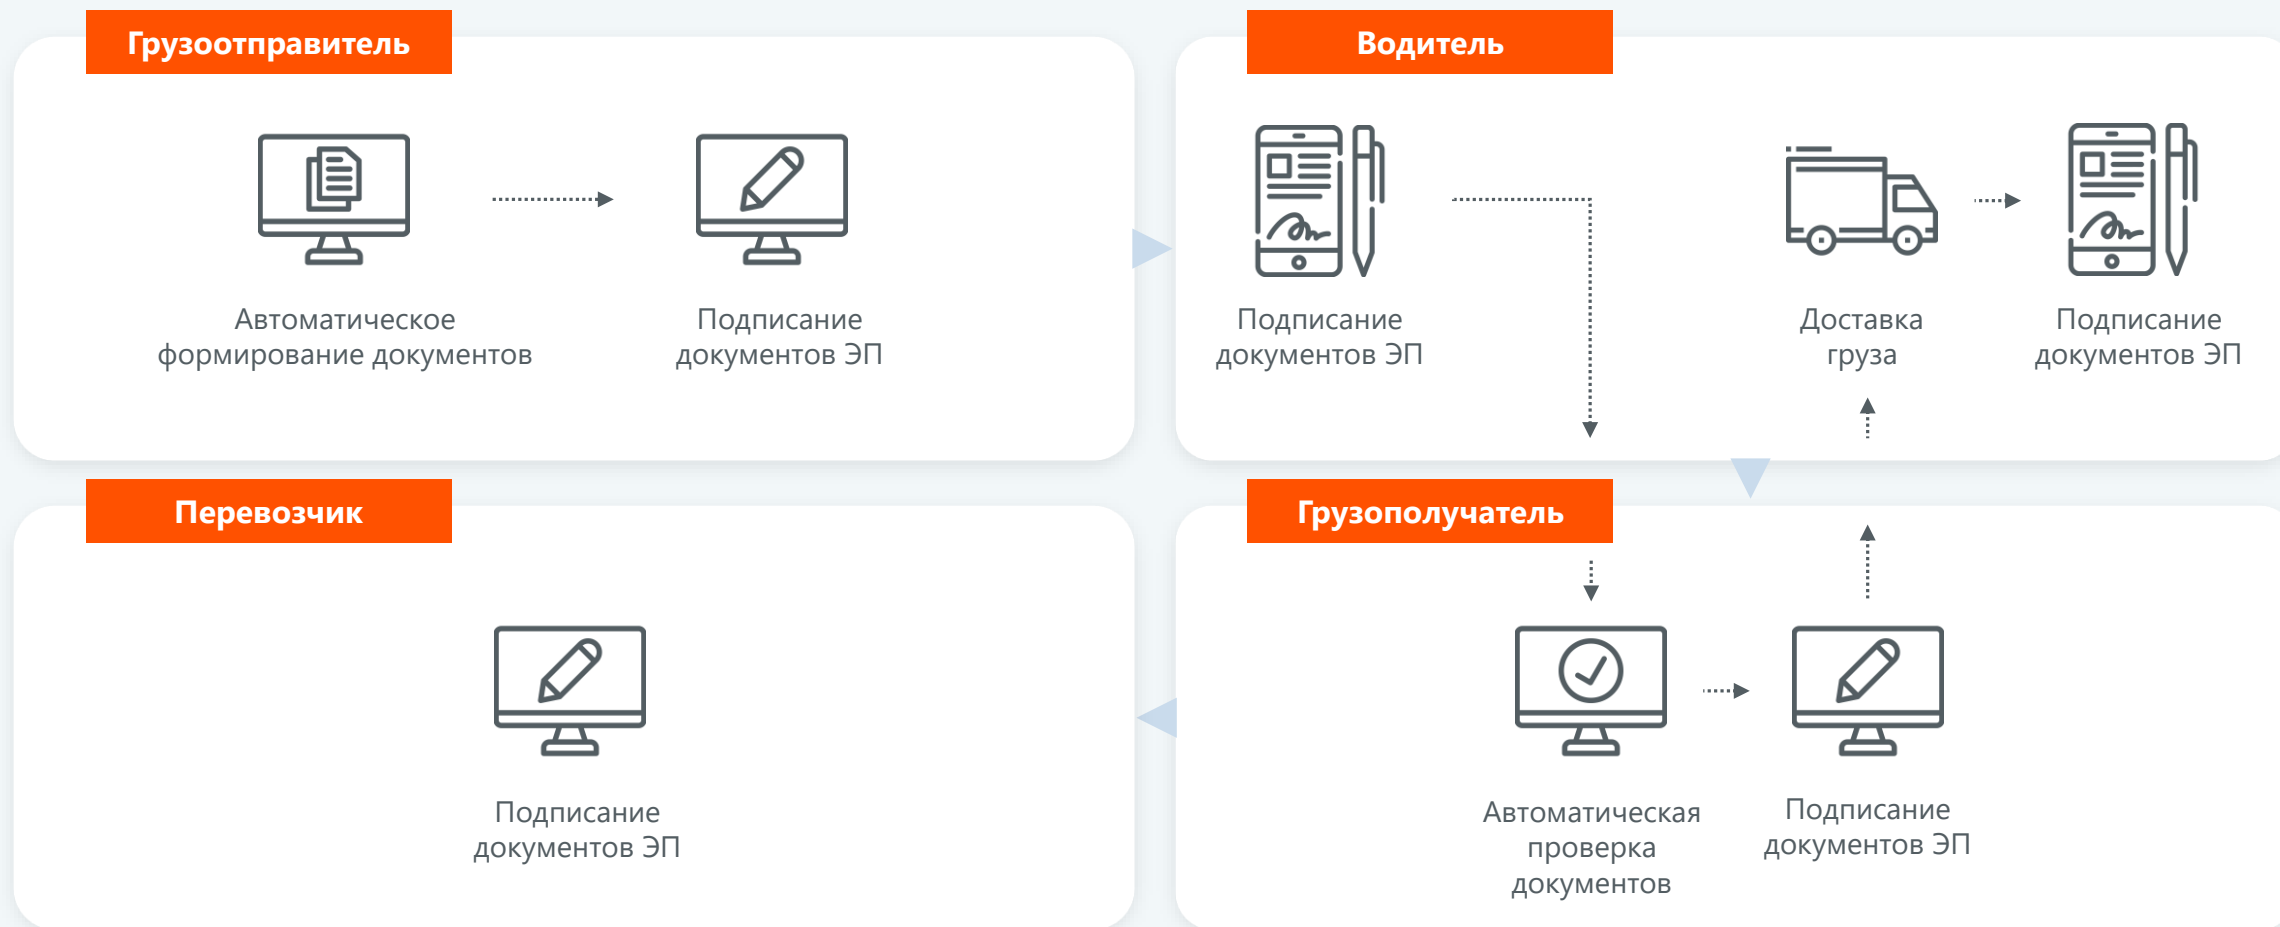 Грузоотправитель
Автоматическое
формирование документов
Подписание
документов ЭП
Водитель
Подписание
документов ЭП
Доставка
груза
Подписание
документов ЭП
Перевозчик
Подписание
документов ЭП
Грузополучатель
Автоматическая
проверка
документов
Подписание
документов ЭП